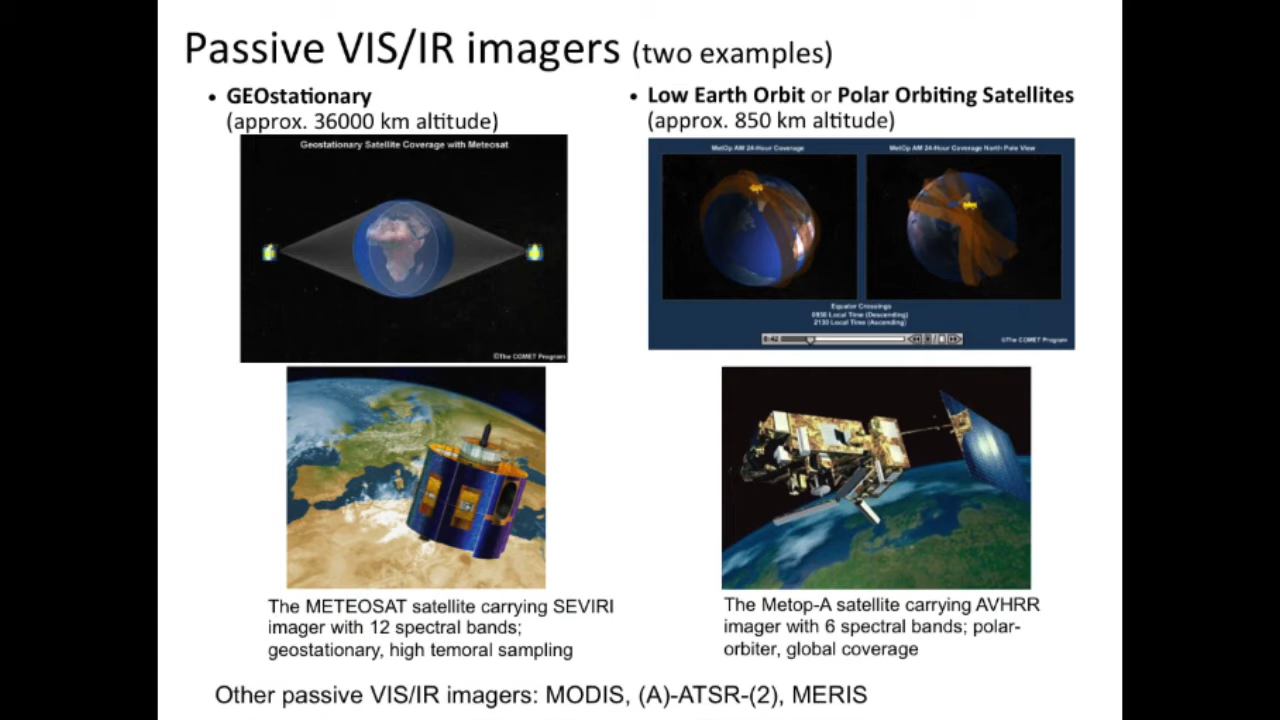 Passive VIS/IR imagers (two examples)
• GEOstationary
(approx. 36000 km altitude)
Geostationary Satellite Coverage with Meteosat
©The COMET Program
The METEOSAT satellite carrying SEVIRI
imager with 12 spectral bands;
geostationary, high temoral sampling
• Low Earth Orbit or Polar Orbiting Satellites
(approx. 850 km altitude)
MetOp AM 24-Hour Coverage
MetOp AM 24-Hour Coverage North Pole View
Equator Crossings
0930 Local Time (Descending)
2130 Local Time (Ascending)
©The COMET Program
The Metop-A satellite carrying AVHRR
imager with 6 spectral bands; polar-
orbiter, global coverage
Other passive VIS/IR imagers: MODIS, (A)-ATSR-(2), MERIS